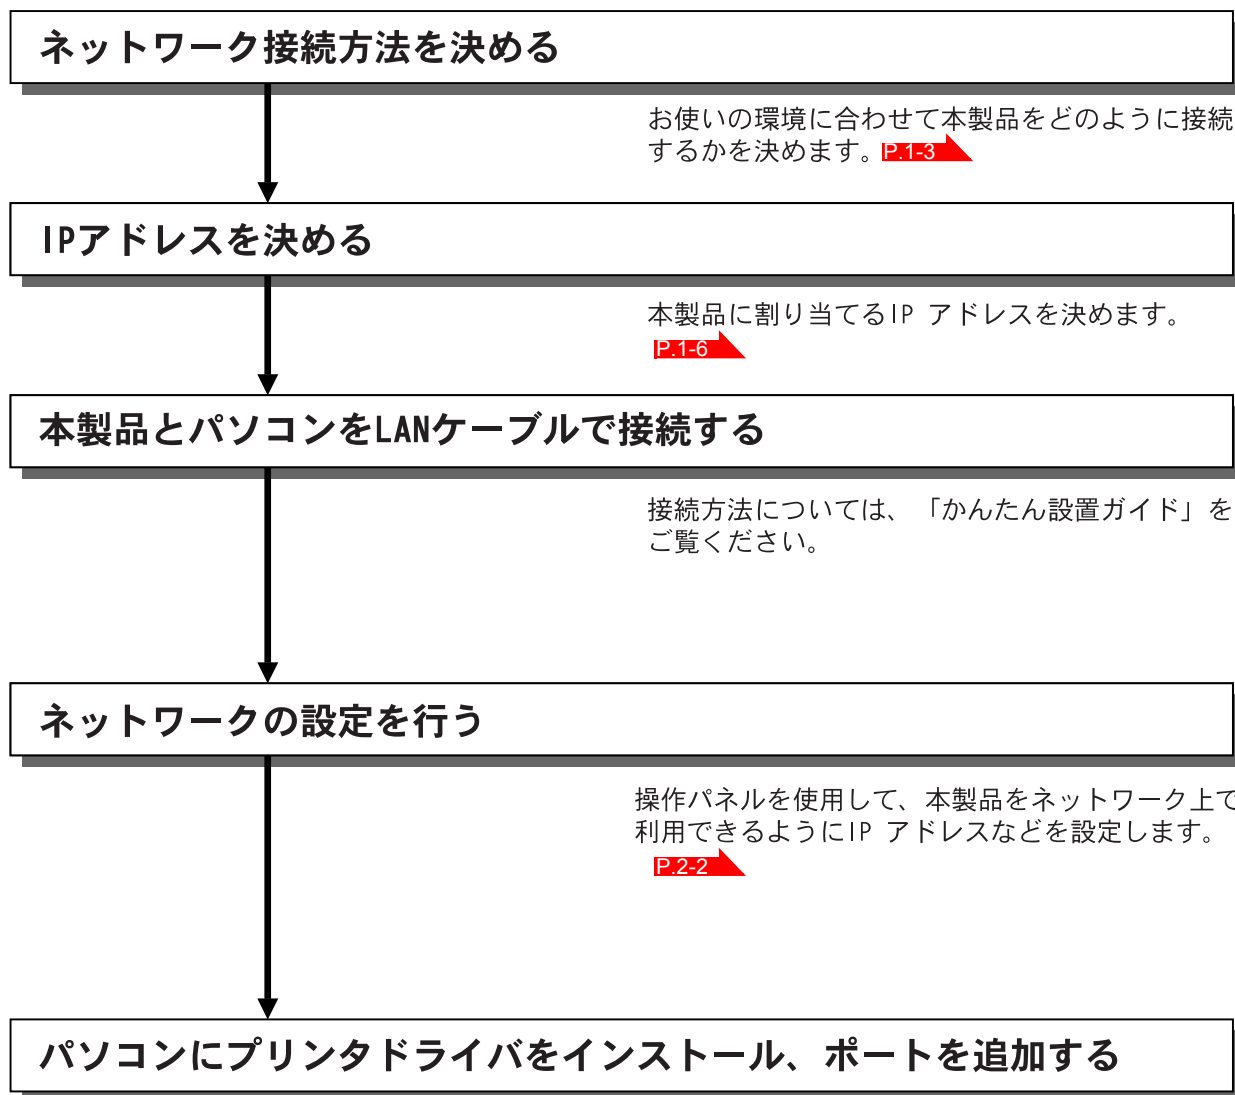 ネットワーク接続方法を決める
お使いの環境に合わせて本製品をどのように接続
するかを決めます。P.1-3
IPアドレスを決める
本製品に割り当てるIP アドレスを決めます。
P.1-6
本製品とパソコンをLANケーブルで接続する
接続方法については、「かんたん設置ガイド」を
ご覧ください。
ネットワークの設定を行う
操作パネルを使用して、本製品をネットワーク上で
利用できるようにIP アドレスなどを設定します。
P.2-2
パソコンにプリンタドライバをインストール、ポートを追加する